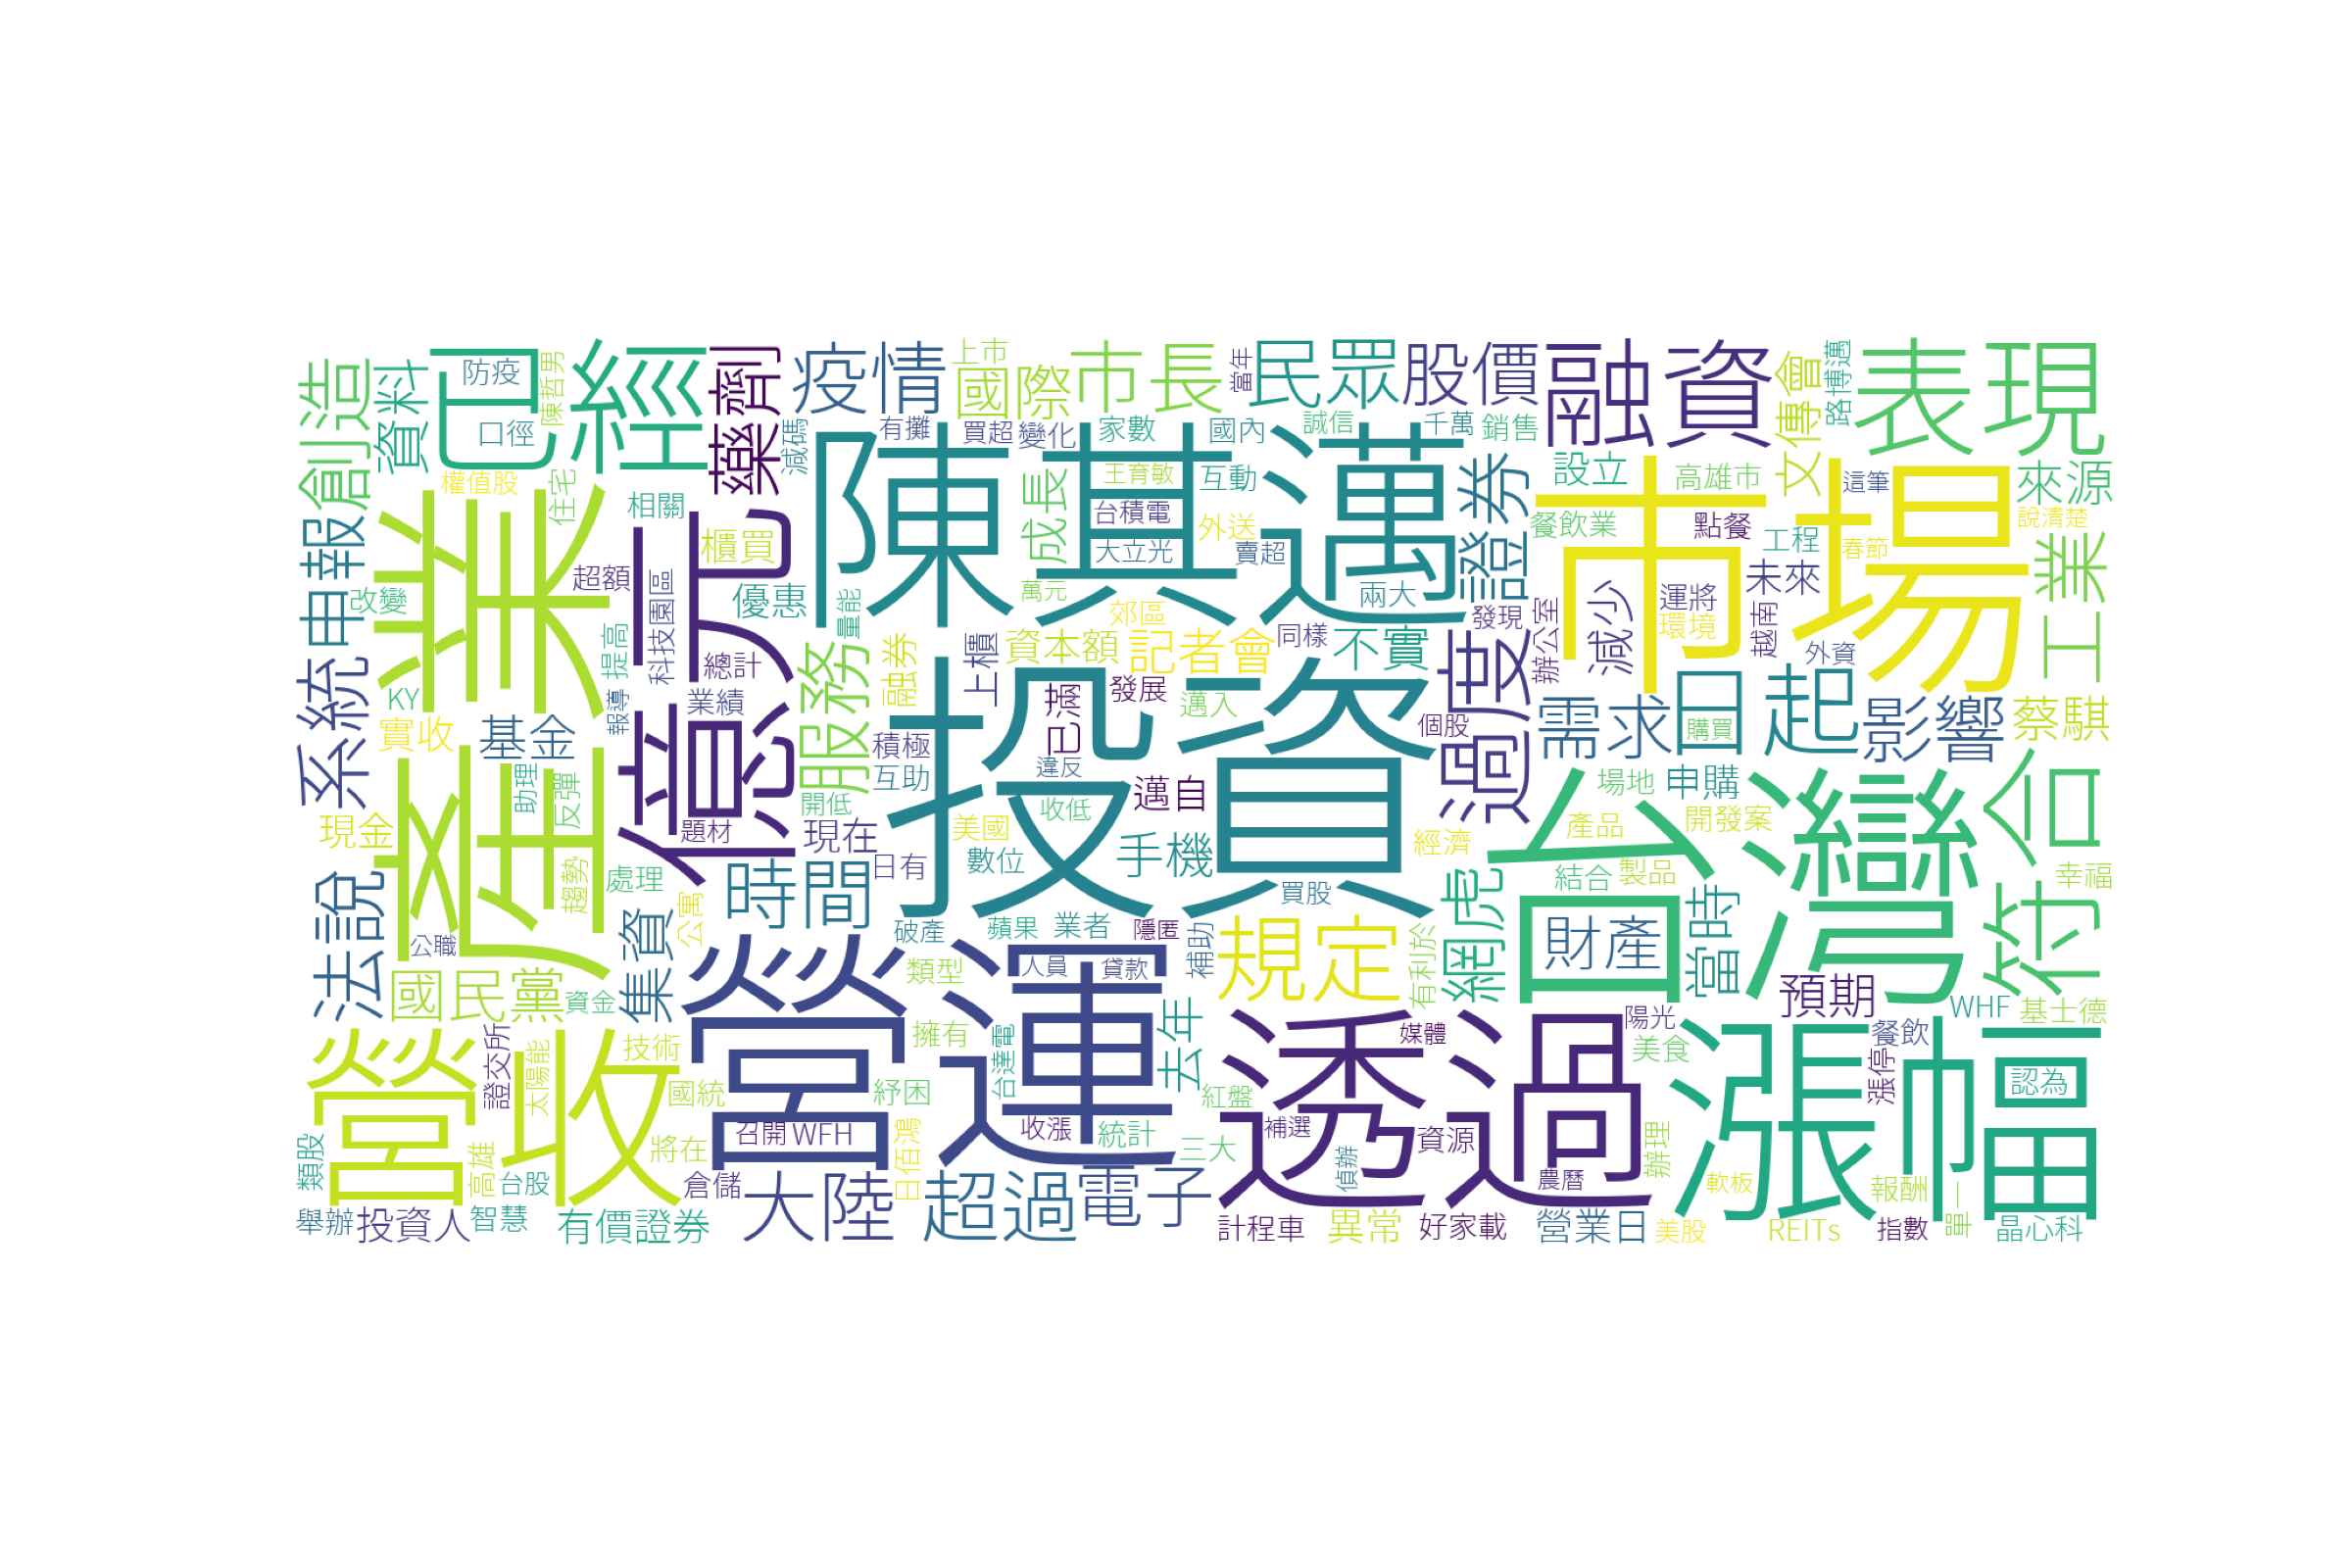 投資
市場
陳其邁
營運
產業
台灣
透過
漲幅
營收
億元
已經
表現
融資
過度
日起
服務
規定
疫情
國際
市長
民眾
股價
藥劑
創造
資料
申報
系統
法說
國民黨
集資
時間
大陸
超過
電子
證券
文傳會
路博邁
來源
工業
蔡騏
符合
影響
需求
財產
當時
網虎
預期
去年
手機
不實
記者會
資本額
成長
未來
減少
設立
申購
現在
基金
實收
現金
優惠
櫃買
融券
上櫃
巴掰
邁自
有價證券
投資人
異常
營業日
好家載
計程車
晶心科
防疫
口徑
陳哲男
權值股
住宅
相關
超額
改變
提高
科技園區
總計
業績
報導
KY
助理
反彈
趨勢
處理
題材
公寓
公職
資金
證交所
太陽能
技術
國統
召開
WFH
將在
倉儲
高雄
台股
智慧
類股
舉辦
減碼
量能
上市
有攤
買超
變化
家數
國內
當年
誠信
千萬
銷售
王育敏
互動
台積電
大立光
外送
賣超
萬元
兩大
郊區
同樣
發現
發展
邁入
積極
互助
違反
個股
開低
收低
美國
數位
日有
買股
經濟
破產
蘋果
業者
隱匿
補助
人員
貸款
類型
擁有
台達電
紓困
紅盤
收漲
統計
三大
日佰鴻
有利於
媒體
補選
資源
偵辦
農曆
辦理
軟板
報酬
單一
美股
REITs
指數
陽光
美食
餐飲
漲停
認為
WHF
基士德
幸福
結合
製品
產品
開發案
場地
購買
外資
越南
環境
運將
辦公室
春節
工程
點餐
餐飲業
高雄市
這筆
說清楚